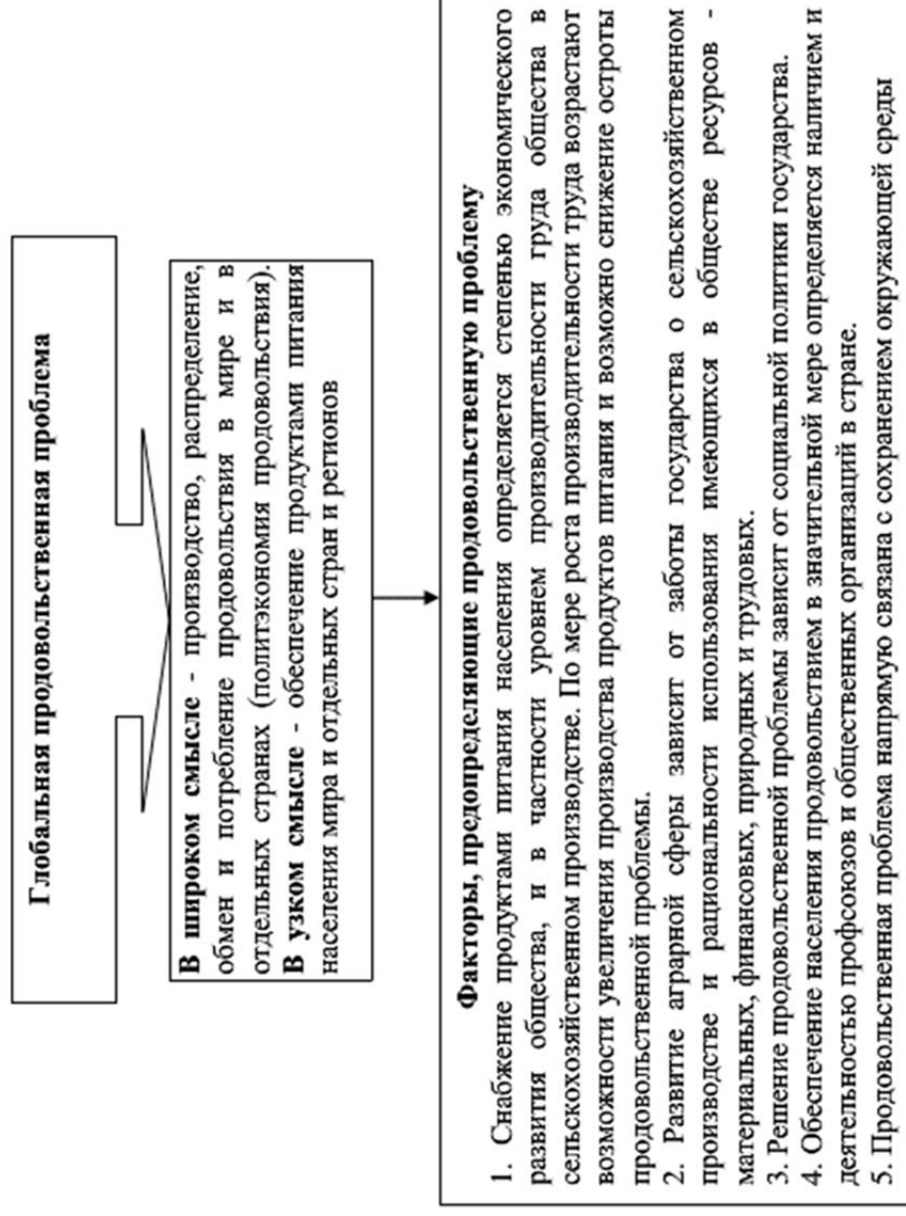 Глобальная продовольственная проблема
В широком смысле - производство, распределение,
обмен и потребление продовольствия в мире и в
отдельных странах (политэкономия продовольствия).
В узком смысле - обеспечение продуктами питания
населения мира и отдельных стран и регионов
Факторы, предопределяющие продовольственную проблему
1. Снабжение продуктами питания населения определяется степенью экономического
развития общества, и в частности уровнем производительности груда общества в
сельскохозяйственном производстве. По мере роста производительности труда возрастают
возможности увеличения производства продуктов питания и возможно снижение остроты
продовольственной проблемы.
2. Развитие аграрной сферы зависит от заботы государства о сельскохозяйственном
производстве и рациональности использования имеющихся в обществе ресурсов -
материальных, финансовых, природных и трудовых.
3. Решение продовольственной проблемы зависит от социальной политики государства.
4. Обеспечение населения продовольствием в значительной мере определяется наличием и
деятельностью профсоюзов и общественных организаций в стране.
5. Продовольственная проблема напрямую связана с сохранением окружающей среды